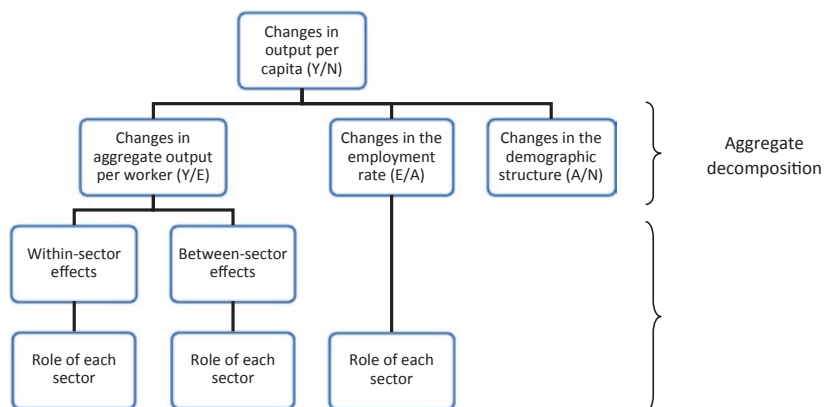 Changes in
output per
capita (Y/N)
Changes in
aggregate output
per worker (Y/E)
Changes in the
employment
rate (E/A)
Changes in the
demographic
structure (A/N)
Aggregate
decomposition
Within-sector
effects
Between-sector
effects
Role of each
sector
Role of each
sector
Role of each
sector